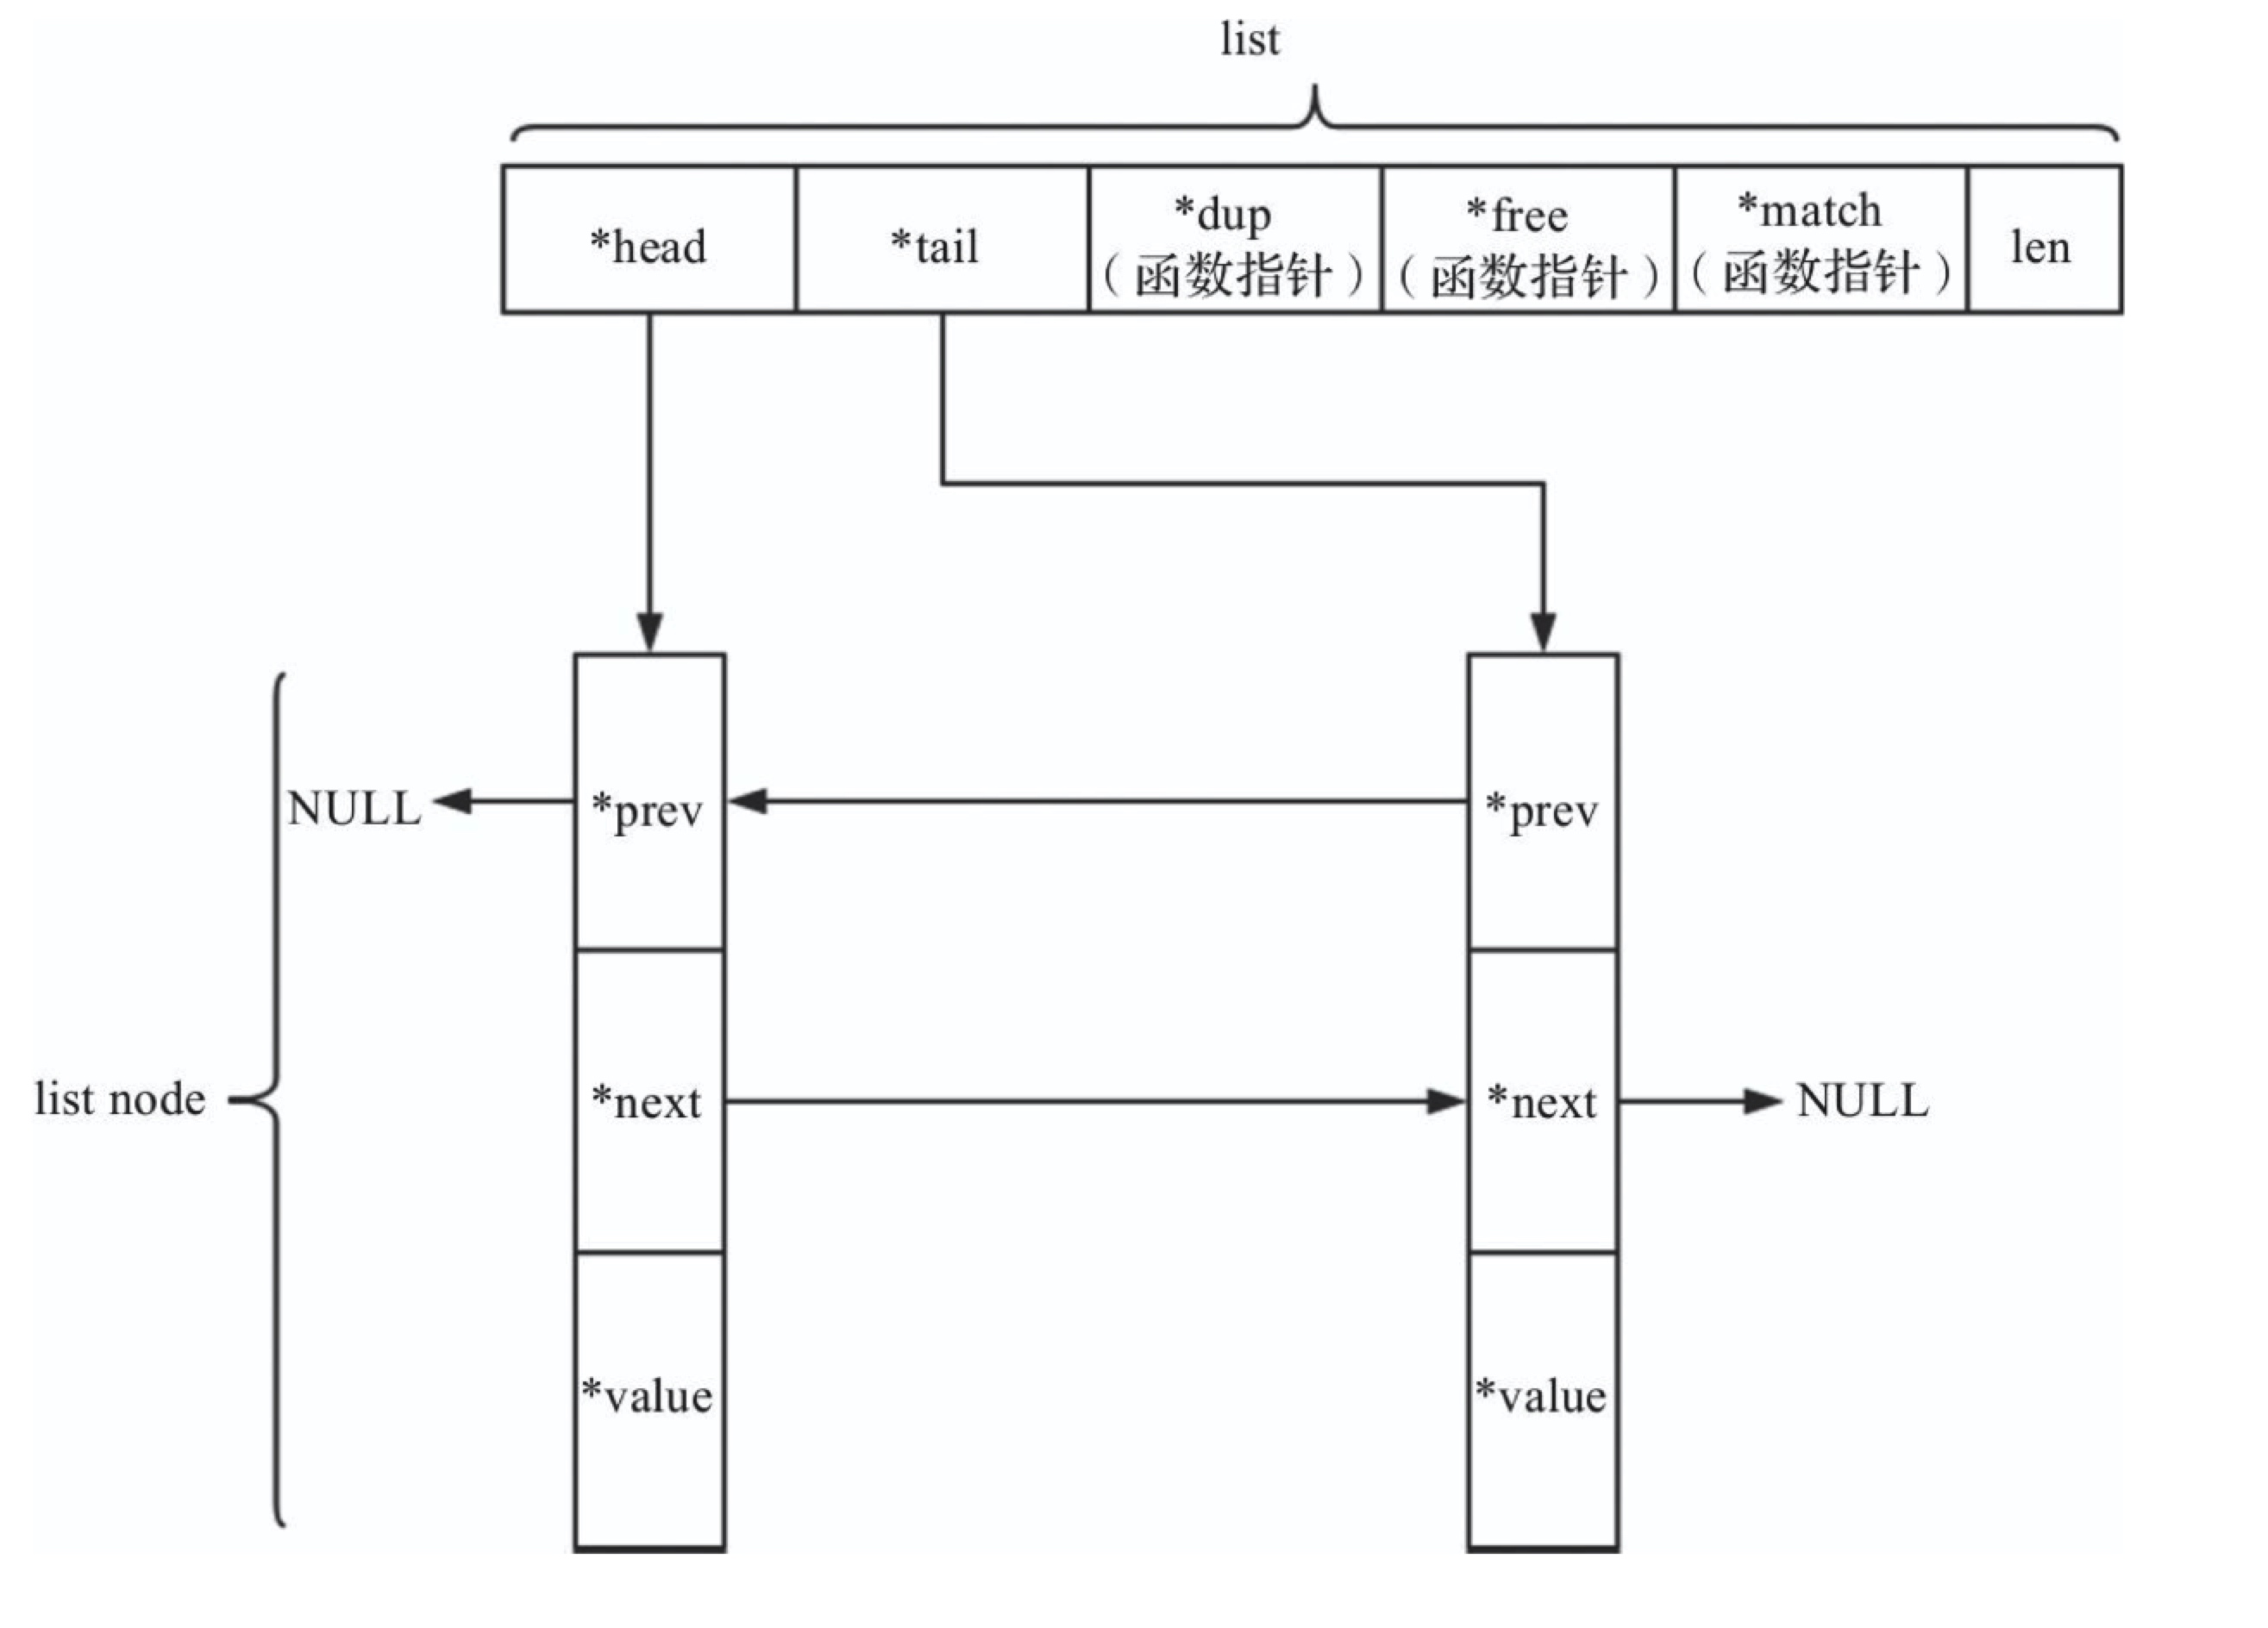 list
*head
*tail
*dup
（函数指针）
*free
（函数指针）
*match
（函数指针）
len
NULL
*prev
*prev
list node
*next
*next
NULL
*value
*value